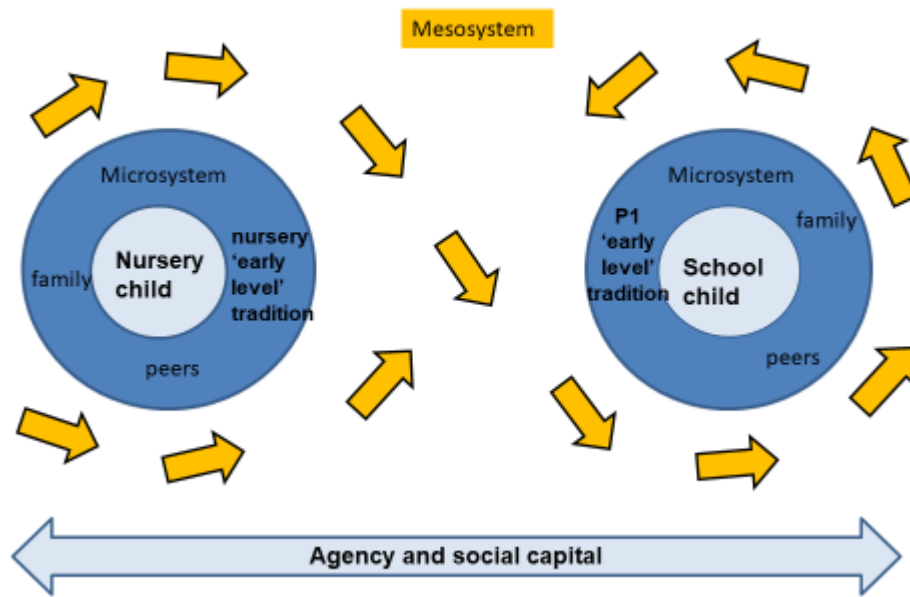 Mesosystem
Microsystem
family
Nursery
child
nursery
‘early
level’
tradition
peers
Microsystem
P1
‘early
level’
tradition
School
child
family
peers
Agency and social capital